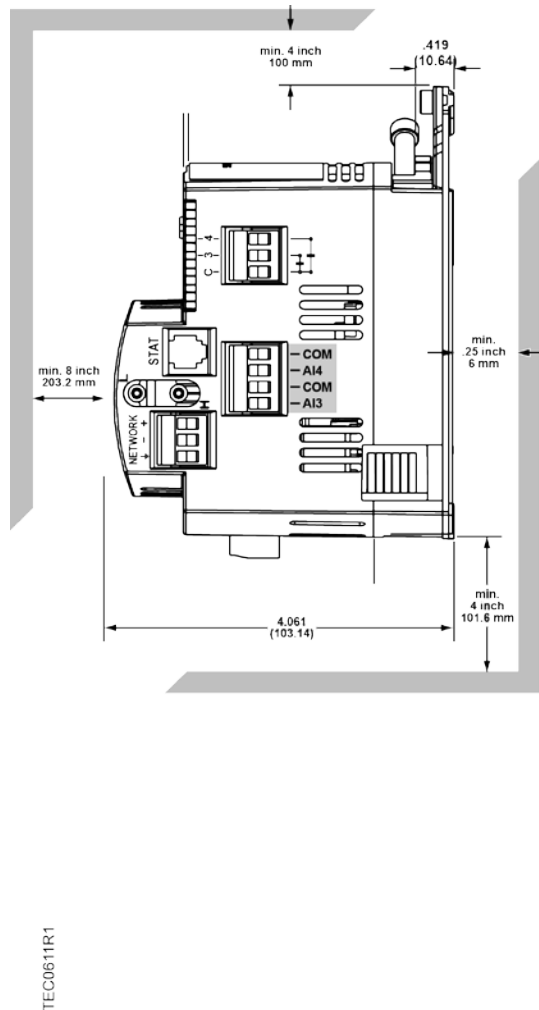 min. 4 inch
100 mm
.419
(10.64)
C 3 4
STAT
COM
AI4
COM
AI3
min.
.25 inch
6 mm
min. 8 inch
203.2 mm
NETWORK
+
-
min.
4 inch
101.6 mm
4.061
(103.14)
TEC0611R1